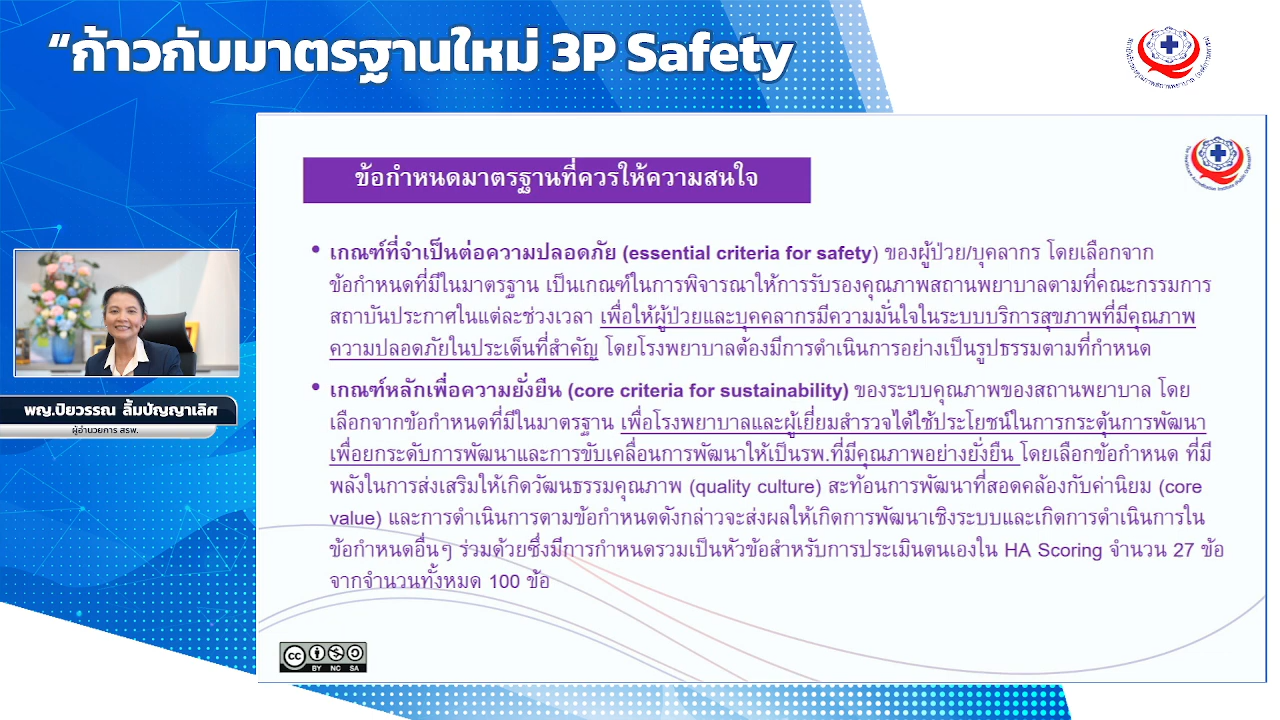 “ก้าวกับมาตรฐานใหม่ 3P Safety
ข้อกำหนดมาตรฐานที่ควรให้ความสนใจ
• เกณฑ์ที่จำเป็นต่อความปลอดภัย (essential criteria for safety) ของผู้ป่วย/บุคลากร โดยเลือกจาก
ข้อกำหนดที่มีในมาตรฐาน เป็นเกณฑ์ในการพิจารณาให้การรับรองคุณภาพสถานพยาบาลตามที่คณะกรรมการ
สถาบันประกาศในแต่ละช่วงเวลา เพื่อให้ผู้ป่วยและบุคคลากรมีความมั่นใจในระบบบริการสุขภาพที่มีคุณภาพ
ความปลอดภัยในประเด็นที่สำคัญ โดยโรงพยาบาลต้องมีการดำเนินการอย่างเป็นรูปธรรมตามที่กำหนด
• เกณฑ์หลักเพื่อความยั่งยืน (core criteria for sustainability) ของระบบคุณภาพของสถานพยาบาล โดย
เลือกจากข้อกำหนดที่มีในมาตรฐาน เพื่อโรงพยาบาลและผู้เยี่ยมสำรวจได้ใช้ประโยชน์ในการกระตุ้นการพัฒนา
เพื่อยกระดับการพัฒนาและการขับเคลื่อนการพัฒนาให้เป็นรพ.ที่มีคุณภาพอย่างยั่งยืน โดยเลือกข้อกำหนด ที่มี
พลังในการส่งเสริมให้เกิดวัฒนธรรมคุณภาพ (quality culture) สะท้อนการพัฒนาที่สอดคล้องกับค่านิยม (core
value) และการดำเนินการตามข้อกำหนดดังกล่าวจะส่งผลให้เกิดการพัฒนาเชิงระบบและเกิดการดำเนินการใน
ข้อกำหนดอื่นๆ ร่วมด้วยซึ่งมีการกำหนดรวมเป็นหัวข้อสำหรับการประเมินตนเองใน HA Scoring จำนวน 27 ข้อ
จากจำนวนทั้งหมด 100 ข้อ
พญ.ปิยวรรณ ลิ้มปัญญาเลิศ
ผู้อำนวยการ สรพ.
cc
BY NC SA